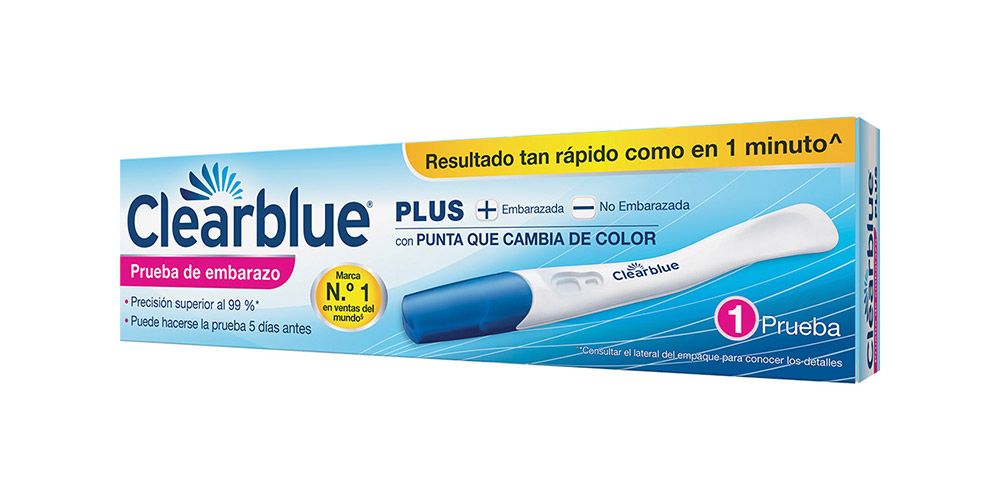 Resultado tan rápido como en 1 minuto^
Clearblue®
PLUS + Embarazada − No Embarazada
con PUNTA QUE CAMBIA DE COLOR
Prueba de embarazo
• Precisión superior al 99 %*
• Puede hacerse la prueba 5 días antes
Marca
N.º 1
en ventas del
mundo§
Clearblue
1 Prueba
^*Consultar el lateral del empaque para conocer los detalles
Clearblue
PLUS